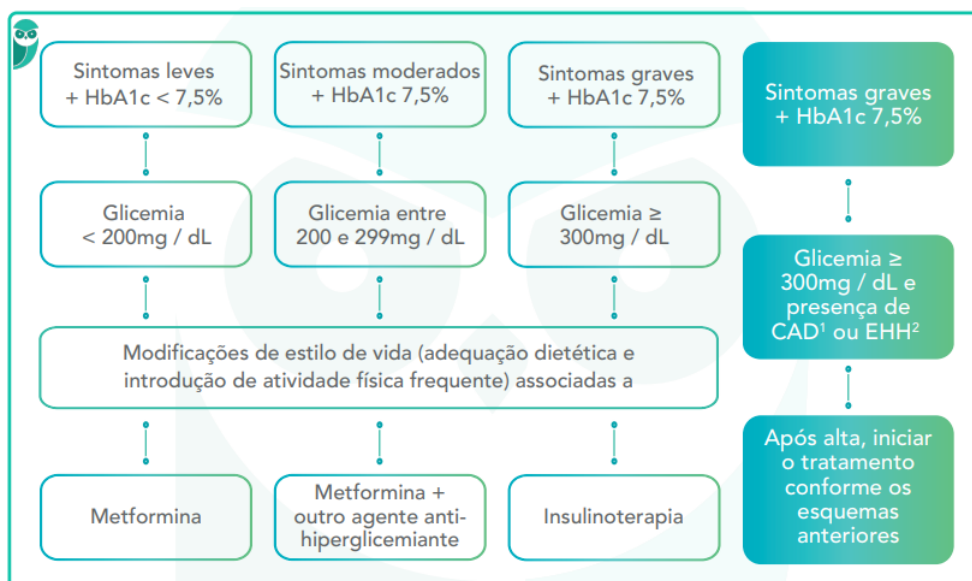 Sintomas leves
+ HbA1c < 7,5%
Sintomas moderados
+ HbA1c 7,5%
Sintomas graves
+ HbA1c 7,5%
Sintomas graves
+ HbA1c 7,5%
Glicemia
< 200mg / dL
Glicemia entre
200 e 299mg / dL
Glicemia ≥
300mg / dL
Glicemia ≥
300mg / dL e
presença de
CAD¹ ou EHH²
Modificações de estilo de vida (adequação dietética e
introdução de atividade física frequente) associadas a
Metformina
Metformina +
outro agente anti-
hiperglicemiante
Insulinoterapia
Após alta, iniciar
o tratamento
conforme os
esquemas
anteriores